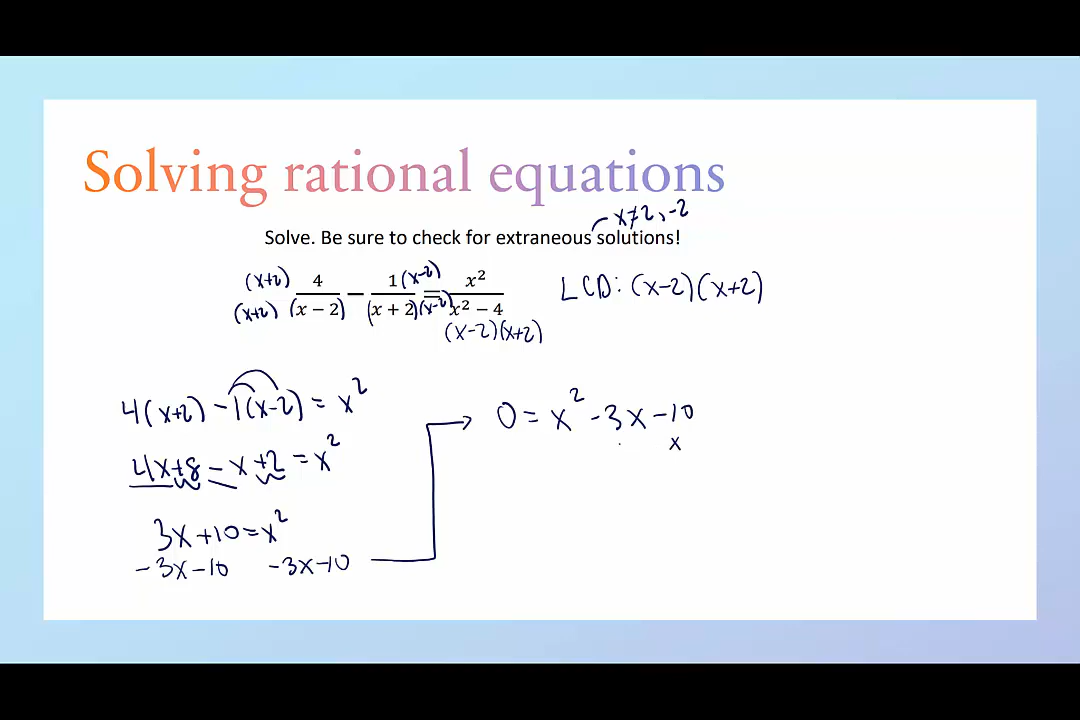 Solving rational equations
x≠2, -2
Solve. Be sure to check for extraneous solutions!
(x+2) 4 1(x-2) x²
— =
(x+2) (x − 2) (x + 2)(x-2) x² − 4
(x-2)(x+2)
LCD: (x-2)(x+2)
4(x+2) -1(x-2) = x²
4x+8 - x +2 = x²
3x +10 = x²
-3x -10 -3x -10
0 = x² -3x -10
x